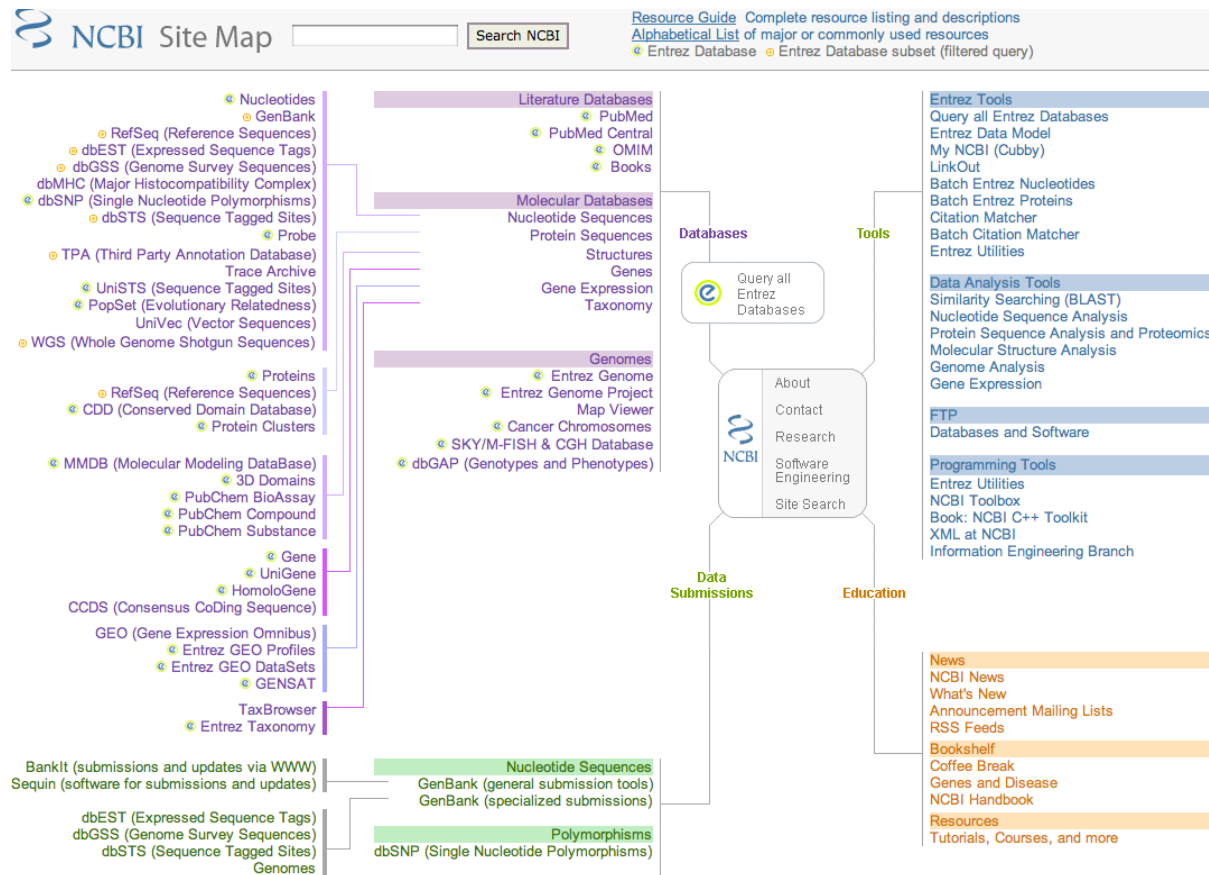 NCBI Site Map
Search NCBI
Resource Guide Complete resource listing and descriptions
Alphabetical List of major or commonly used resources
e Entrez Database Entrez Database subset (filtered query)
Nucleotides
GenBank
RefSeq (Reference Sequences)
dbEST (Expressed Sequence Tags)
dbGSS (Genome Survey Sequences)
dbMHC (Major Histocompatibility Complex)
dbSNP (Single Nucleotide Polymorphisms)
dbSTS (Sequence Tagged Sites)
Probe
TPA (Third Party Annotation Database)
Trace Archive
UniSTS (Sequence Tagged Sites)
PopSet (Evolutionary Relatedness)
UniVec (Vector Sequences)
WGS (Whole Genome Shotgun Sequences)
Proteins
RefSeq (Reference Sequences)
CDD (Conserved Domain Database)
Protein Clusters
MMDB (Molecular Modeling DataBase)
3D Domains
PubChem BioAssay
PubChem Compound
PubChem Substance
Gene
UniGene
HomoloGene
CCDS (Consensus CoDing Sequence)
GEO (Gene Expression Omnibus)
Entrez GEO Profiles
Entrez GEO DataSets
GENSAT
TaxBrowser
Entrez Taxonomy
BankIt (submissions and updates via WWW)
Sequin (software for submissions and updates)
dbEST (Expressed Sequence Tags)
dbGSS (Genome Survey Sequences)
dbSTS (Sequence Tagged Sites)
Genomes
Literature Databases
PubMed
PubMed Central
OMIM
Books
Molecular Databases
Nucleotide Sequences
Protein Sequences
Structures
Genes
Gene Expression
Taxonomy
Genomes
Entrez Genome
Entrez Genome Project
Map Viewer
Cancer Chromosomes
SKY/M-FISH & CGH Database
dbGAP (Genotypes and Phenotypes)
Nucleotide Sequences
GenBank (general submission tools)
GenBank (specialized submissions)
Polymorphisms
dbSNP (Single Nucleotide Polymorphisms)
Databases
Tools
e
Query all
Entrez
Databases
NCBI
About
Contact
Research
Software
Engineering
Site Search
Data
Submissions
Education
Entrez Tools
Query all Entrez Databases
Entrez Data Model
My NCBI (Cubby)
LinkOut
Batch Entrez Nucleotides
Batch Entrez Proteins
Citation Matcher
Batch Citation Matcher
Entrez Utilities
Data Analysis Tools
Similarity Searching (BLAST)
Nucleotide Sequence Analysis
Protein Sequence Analysis and Proteomics
Molecular Structure Analysis
Genome Analysis
Gene Expression
FTP
Databases and Software
Programming Tools
Entrez Utilities
NCBI Toolbox
Book: NCBI C++ Toolkit
XML at NCBI
Information Engineering Branch
News
NCBI News
What's New
Announcement Mailing Lists
RSS Feeds
Bookshelf
Coffee Break
Genes and Disease
NCBI Handbook
Resources
Tutorials, Courses, and more